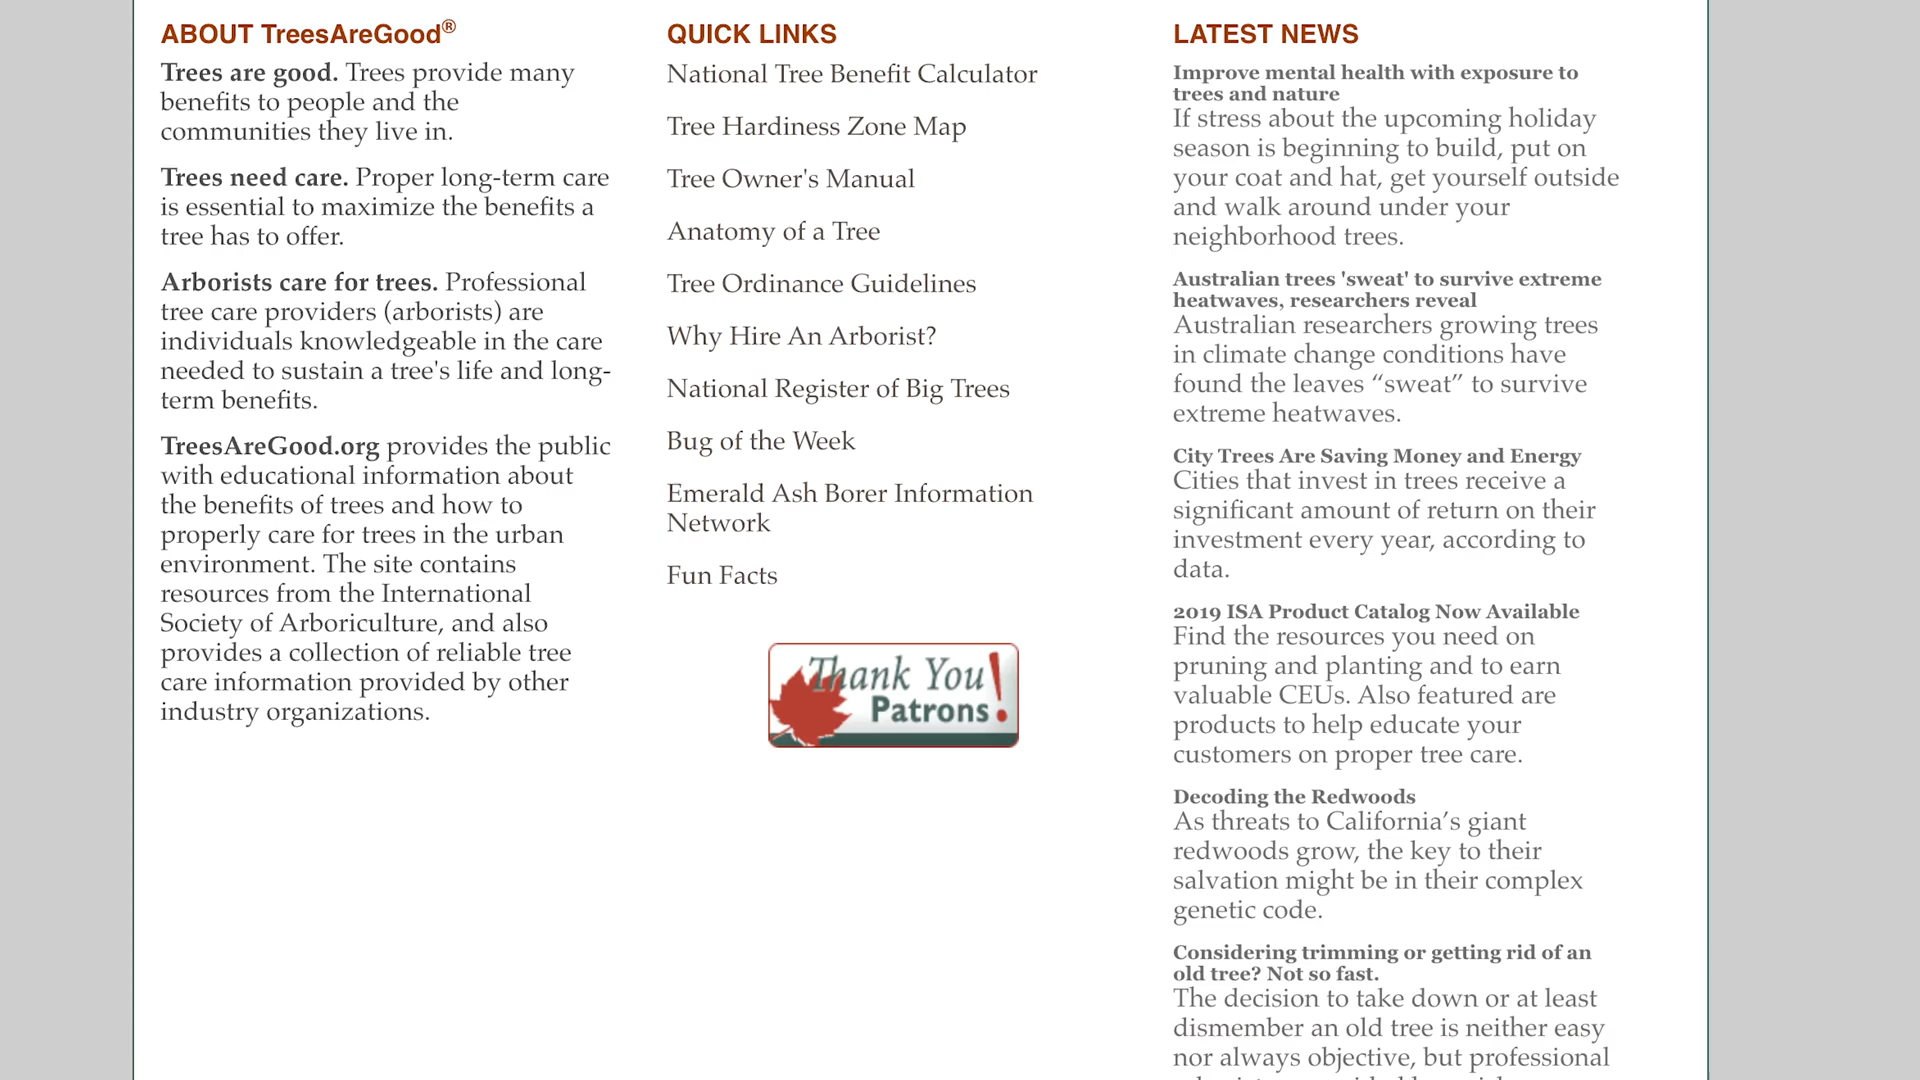 ABOUT TreesAreGood®
Trees are good. Trees provide many
benefits to people and the
communities they live in.
Trees need care. Proper long-term care
is essential to maximize the benefits a
tree has to offer.
Arborists care for trees. Professional
tree care providers (arborists) are
individuals knowledgeable in the care
needed to sustain a tree's life and long-
term benefits.
TreesAreGood.org provides the public
with educational information about
the benefits of trees and how to
properly care for trees in the urban
environment. The site contains
resources from the International
Society of Arboriculture, and also
provides a collection of reliable tree
care information provided by other
industry organizations.
QUICK LINKS
National Tree Benefit Calculator
Tree Hardiness Zone Map
Tree Owner's Manual
Anatomy of a Tree
Tree Ordinance Guidelines
Why Hire An Arborist?
National Register of Big Trees
Bug of the Week
Emerald Ash Borer Information
Network
Fun Facts
Thank You!
Patrons
LATEST NEWS
Improve mental health with exposure to
trees and nature
If stress about the upcoming holiday
season is beginning to build, put on
your coat and hat, get yourself outside
and walk around under your
neighborhood trees.
Australian trees 'sweat' to survive extreme
heatwaves, researchers reveal
Australian researchers growing trees
in climate change conditions have
found the leaves “sweat” to survive
extreme heatwaves.
City Trees Are Saving Money and Energy
Cities that invest in trees receive a
significant amount of return on their
investment every year, according to
data.
2019 ISA Product Catalog Now Available
Find the resources you need on
pruning and planting and to earn
valuable CEUs. Also featured are
products to help educate your
customers on proper tree care.
Decoding the Redwoods
As threats to California’s giant
redwoods grow, the key to their
salvation might be in their complex
genetic code.
Considering trimming or getting rid of an
old tree? Not so fast.
The decision to take down or at least
dismember an old tree is neither easy
nor always objective, but professional